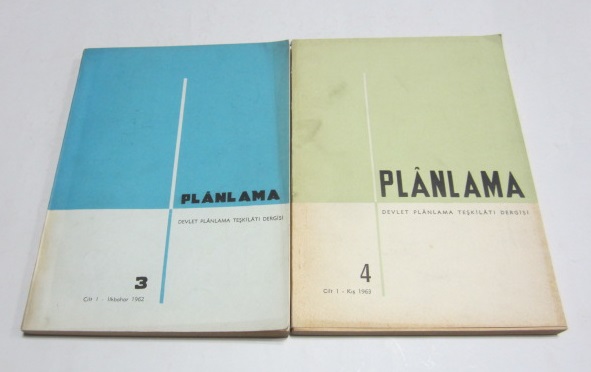 PLÂNLAMA
DEVLET PLÂNLAMA TEŞKİLÂTI DERGİSİ
3
Cilt 1 - İlkbahar 1962
PLÂNLAMA
DEVLET PLÂNLAMA TEŞKİLÂTI DERGİSİ
4
Cilt 1 - Kış 1963